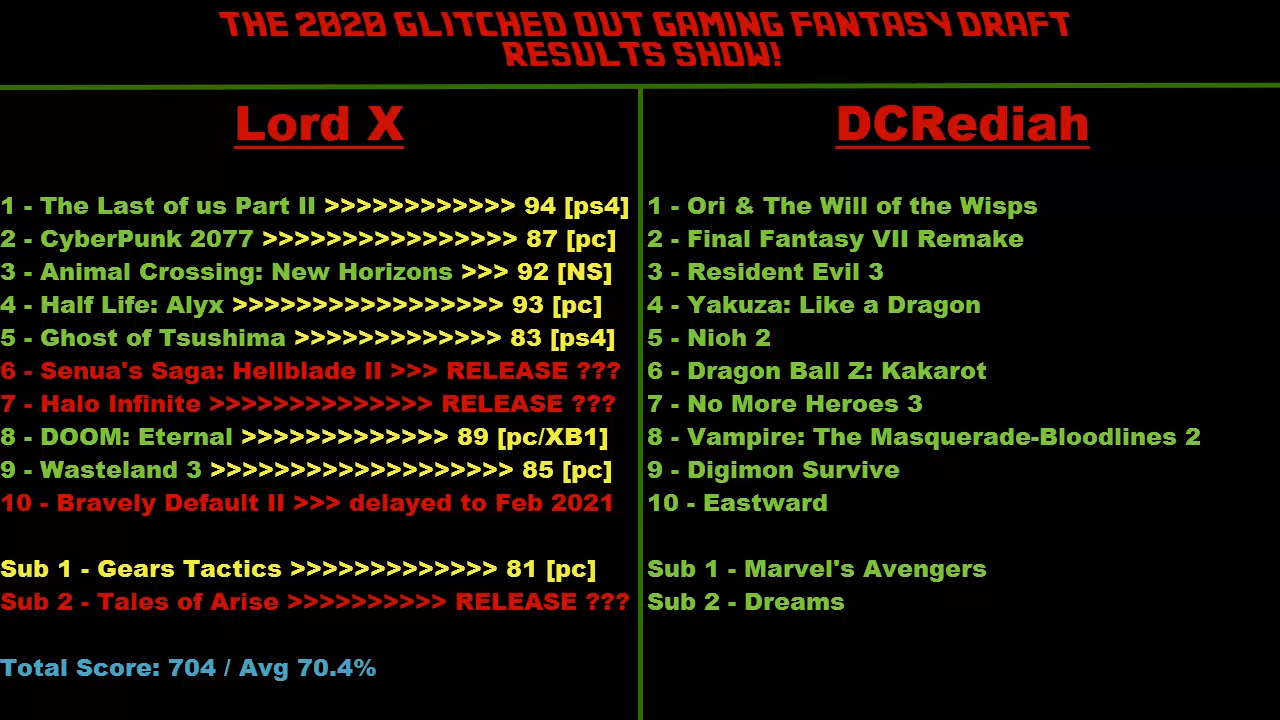 THE 2020 GLITCHED OUT GAMING FANTASY DRAFT
RESULTS SHOW!
Lord X
1 - The Last of us Part II >>>>>>>>>>>> 94 [ps4]
2 - CyberPunk 2077 >>>>>>>>>>>>>>>> 87 [pc]
3 - Animal Crossing: New Horizons >>> 92 [NS]
4 - Half Life: Alyx >>>>>>>>>>>>>>>>> 93 [pc]
5 - Ghost of Tsushima >>>>>>>>>>>>> 83 [ps4]
6 - Senua's Saga: Hellblade II >>> RELEASE ???
7 - Halo Infinite >>>>>>>>>>>>>> RELEASE ???
8 - DOOM: Eternal >>>>>>>>>>>>> 89 [pc/XB1]
9 - Wasteland 3 >>>>>>>>>>>>>>>>>>> 85 [pc]
10 - Bravely Default II >>> delayed to Feb 2021
Sub 1 - Gears Tactics >>>>>>>>>>>>> 81 [pc]
Sub 2 - Tales of Arise >>>>>>>>>> RELEASE ???
Total Score: 704 / Avg 70.4%
DCRediah
1 - Ori & The Will of the Wisps
2 - Final Fantasy VII Remake
3 - Resident Evil 3
4 - Yakuza: Like a Dragon
5 - Nioh 2
6 - Dragon Ball Z: Kakarot
7 - No More Heroes 3
8 - Vampire: The Masquerade-Bloodlines 2
9 - Digimon Survive
10 - Eastward
Sub 1 - Marvel's Avengers
Sub 2 - Dreams